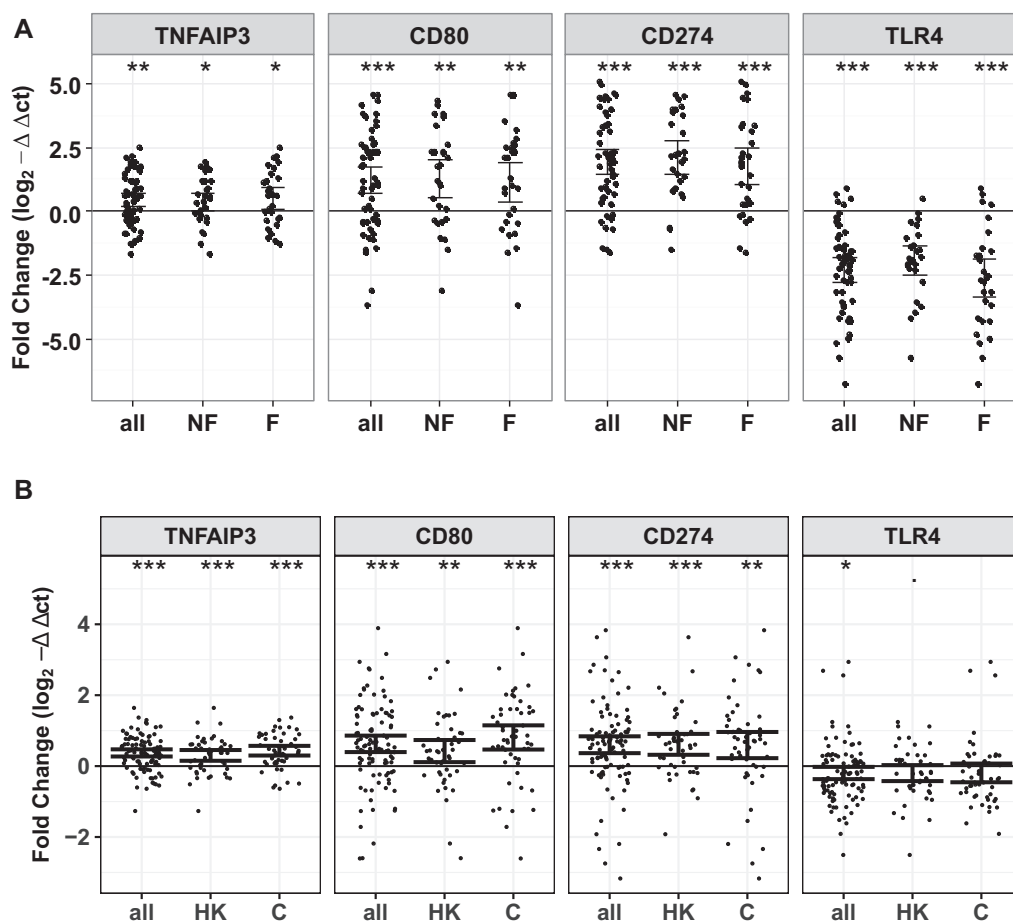 A
TNFAIP3 CD80 CD274 TLR4
** * * *** ** ** *** *** *** *** *** ***
Fold Change (log₂ − Δ Δct)
5.0
2.5
0.0
-2.5
-5.0
all NF F all NF F all NF F all NF F
B
TNFAIP3 CD80 CD274 TLR4
*** *** *** *** ** *** *** *** ** *
Fold Change (log₂ −Δ Δct)
4
2
0
−2
all HK C all HK C all HK C all HK C